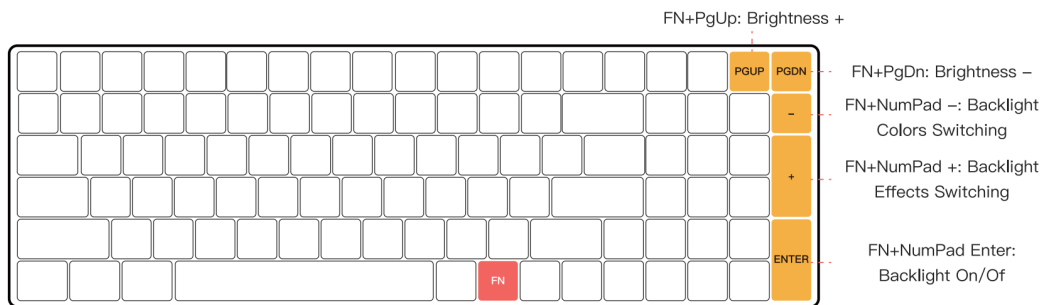 FN+PgUp: Brightness +
PGUP
PGDN
FN+PgDn: Brightness –
–
FN+NumPad –: Backlight
Colors Switching
+
FN+NumPad +: Backlight
Effects Switching
ENTER
FN+NumPad Enter:
Backlight On/Of
FN